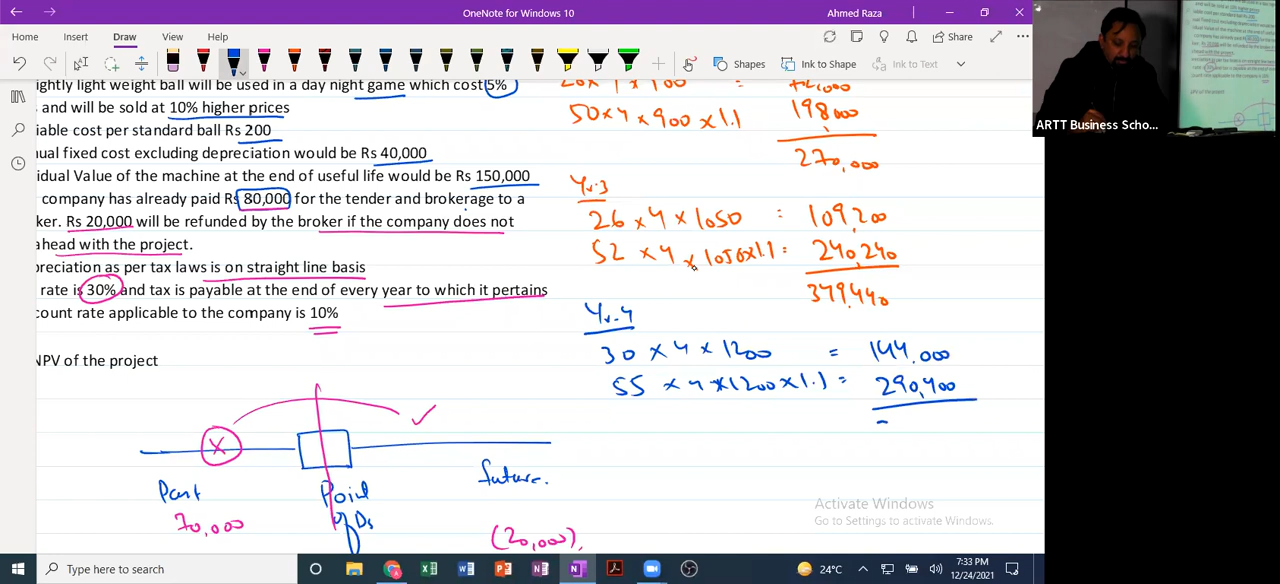 OneNote for Windows 10
Ahmed Raza
Home Insert Draw View Help
Share
Shapes
Ink to Shape
Ink to Text
ightly light weight ball will be used in a day night game which cost 5%
and will be sold at 10% higher prices
iable cost per standard ball Rs 200
nual fixed cost excluding depreciation would be Rs 40,000
idual Value of the machine at the end of useful life would be Rs 150,000
company has already paid Rs 80,000 for the tender and brokerage to a
ker. Rs 20,000 will be refunded by the broker if the company does not
ahead with the project.
preciation as per tax laws is on straight line basis
rate is 30% and tax is payable at the end of every year to which it pertains
count rate applicable to the company is 10%
NPV of the project
50 x 4 x 900 x 1.1 198000
270,000
Yr.3
26 x 4 x 1050 : 109,200
52 x 4 x 1050x1.1 = 240,240
349,440
Yr.4
30 x 4 x 1200 = 144,000
55 x 4 x 1200 x 1.1 = 290,400
=
X
Past
Point
of Ds
future.
70,000
(20,000)
ARTT Business Scho...
Activate Windows
Go to Settings to activate Windows.
Type here to search
24°C
7:33 PM
12/24/2021